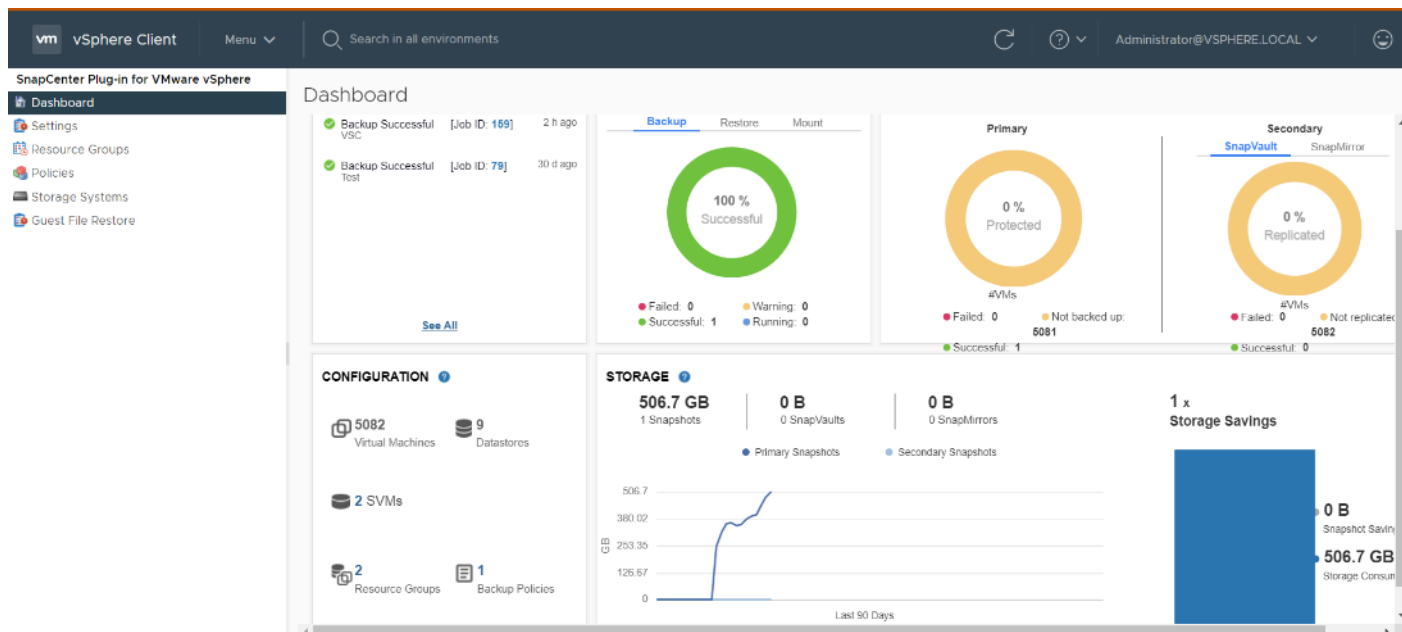 vm vSphere Client Menu Search in all environments Administrator@VSPHERE.LOCAL
SnapCenter Plug-in for VMware vSphere
Dashboard
Settings
Resource Groups
Policies
Storage Systems
Guest File Restore
Dashboard
Backup Successful [Job ID: 159] 2 h ago
VSC
Backup Successful [Job ID: 79] 30 d ago
Test
See All
Backup Restore Mount
100 %
Successful
Failed: 0 Warning: 0
Successful: 1 Running: 0
Primary
0 %
Protected
#VMs
Failed: 0 Not backed up:
5081
Successful: 1
Secondary
SnapVault SnapMirror
0 %
Replicated
#VMs
Failed: 0 Not replicated
5082
Successful: 0
CONFIGURATION ?
5082
Virtual Machines
9
Datastores
2 SVMs
2
Resource Groups
1
Backup Policies
STORAGE ?
506.7 GB
1 Snapshots
0 B
0 SnapVaults
0 B
0 SnapMirrors
Primary Snapshots Secondary Snapshots
506.7
380.02
253.35
126.67
0
GB
Last 90 Days
1 x
Storage Savings
0 B
Snapshot Savin
506.7 GB
Storage Consum